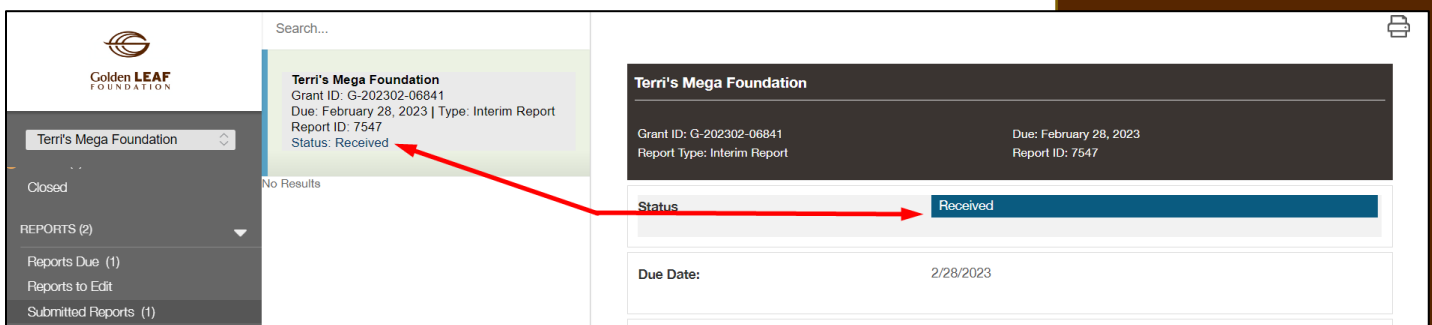 Golden LEAF
FOUNDATION
Terri's Mega Foundation
Closed
REPORTS (2)
Reports Due (1)
Reports to Edit
Submitted Reports (1)
Search...
Terri's Mega Foundation
Grant ID: G-202302-06841
Due: February 28, 2023 | Type: Interim Report
Report ID: 7547
Status: Received
No Results
Terri's Mega Foundation
Grant ID: G-202302-06841
Due: February 28, 2023
Report Type: Interim Report
Report ID: 7547
Status
Received
Due Date:
2/28/2023